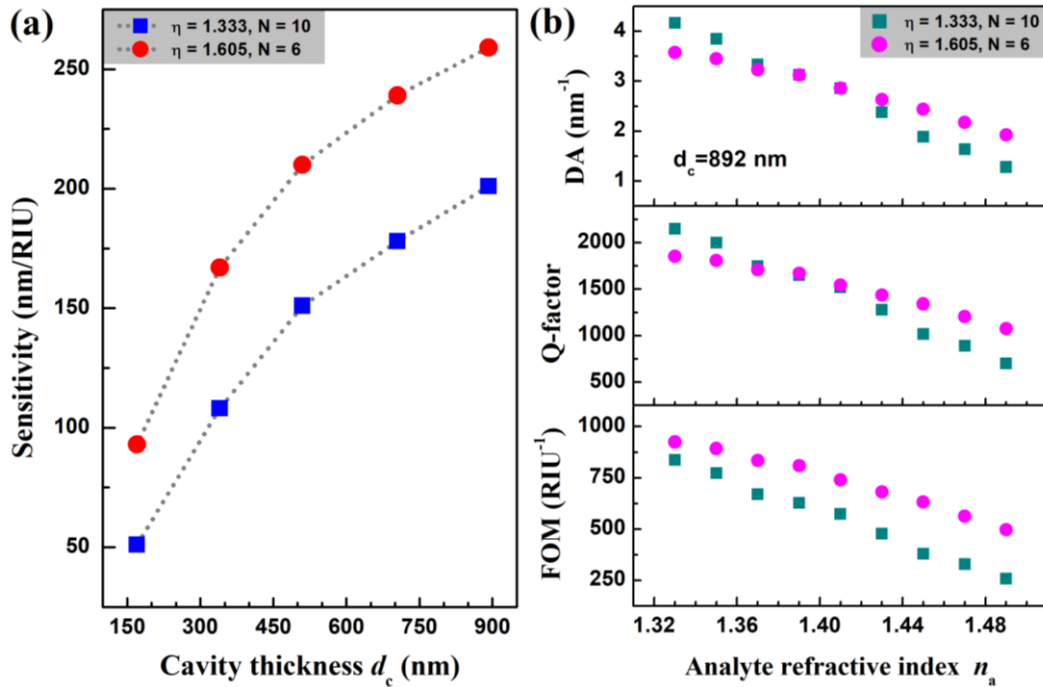 (a)
η = 1.333, N = 10
η = 1.605, N = 6
250
200
150
100
50
Sensitivity (nm/RIU)
150 300 450 600 750 900
Cavity thickness dc (nm)
(b)
η = 1.333, N = 10
η = 1.605, N = 6
4
3
2
1
DA (nm-1)
dc=892 nm
2000
1500
1000
500
Q-factor
1000
750
500
250
FOM (RIU-1)
1.32 1.36 1.40 1.44 1.48
Analyte refractive index na